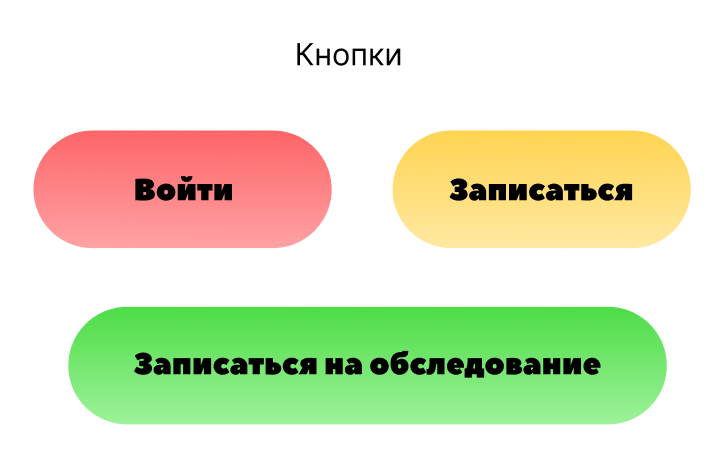 Кнопки
Войти
Записаться
Записаться на обследование